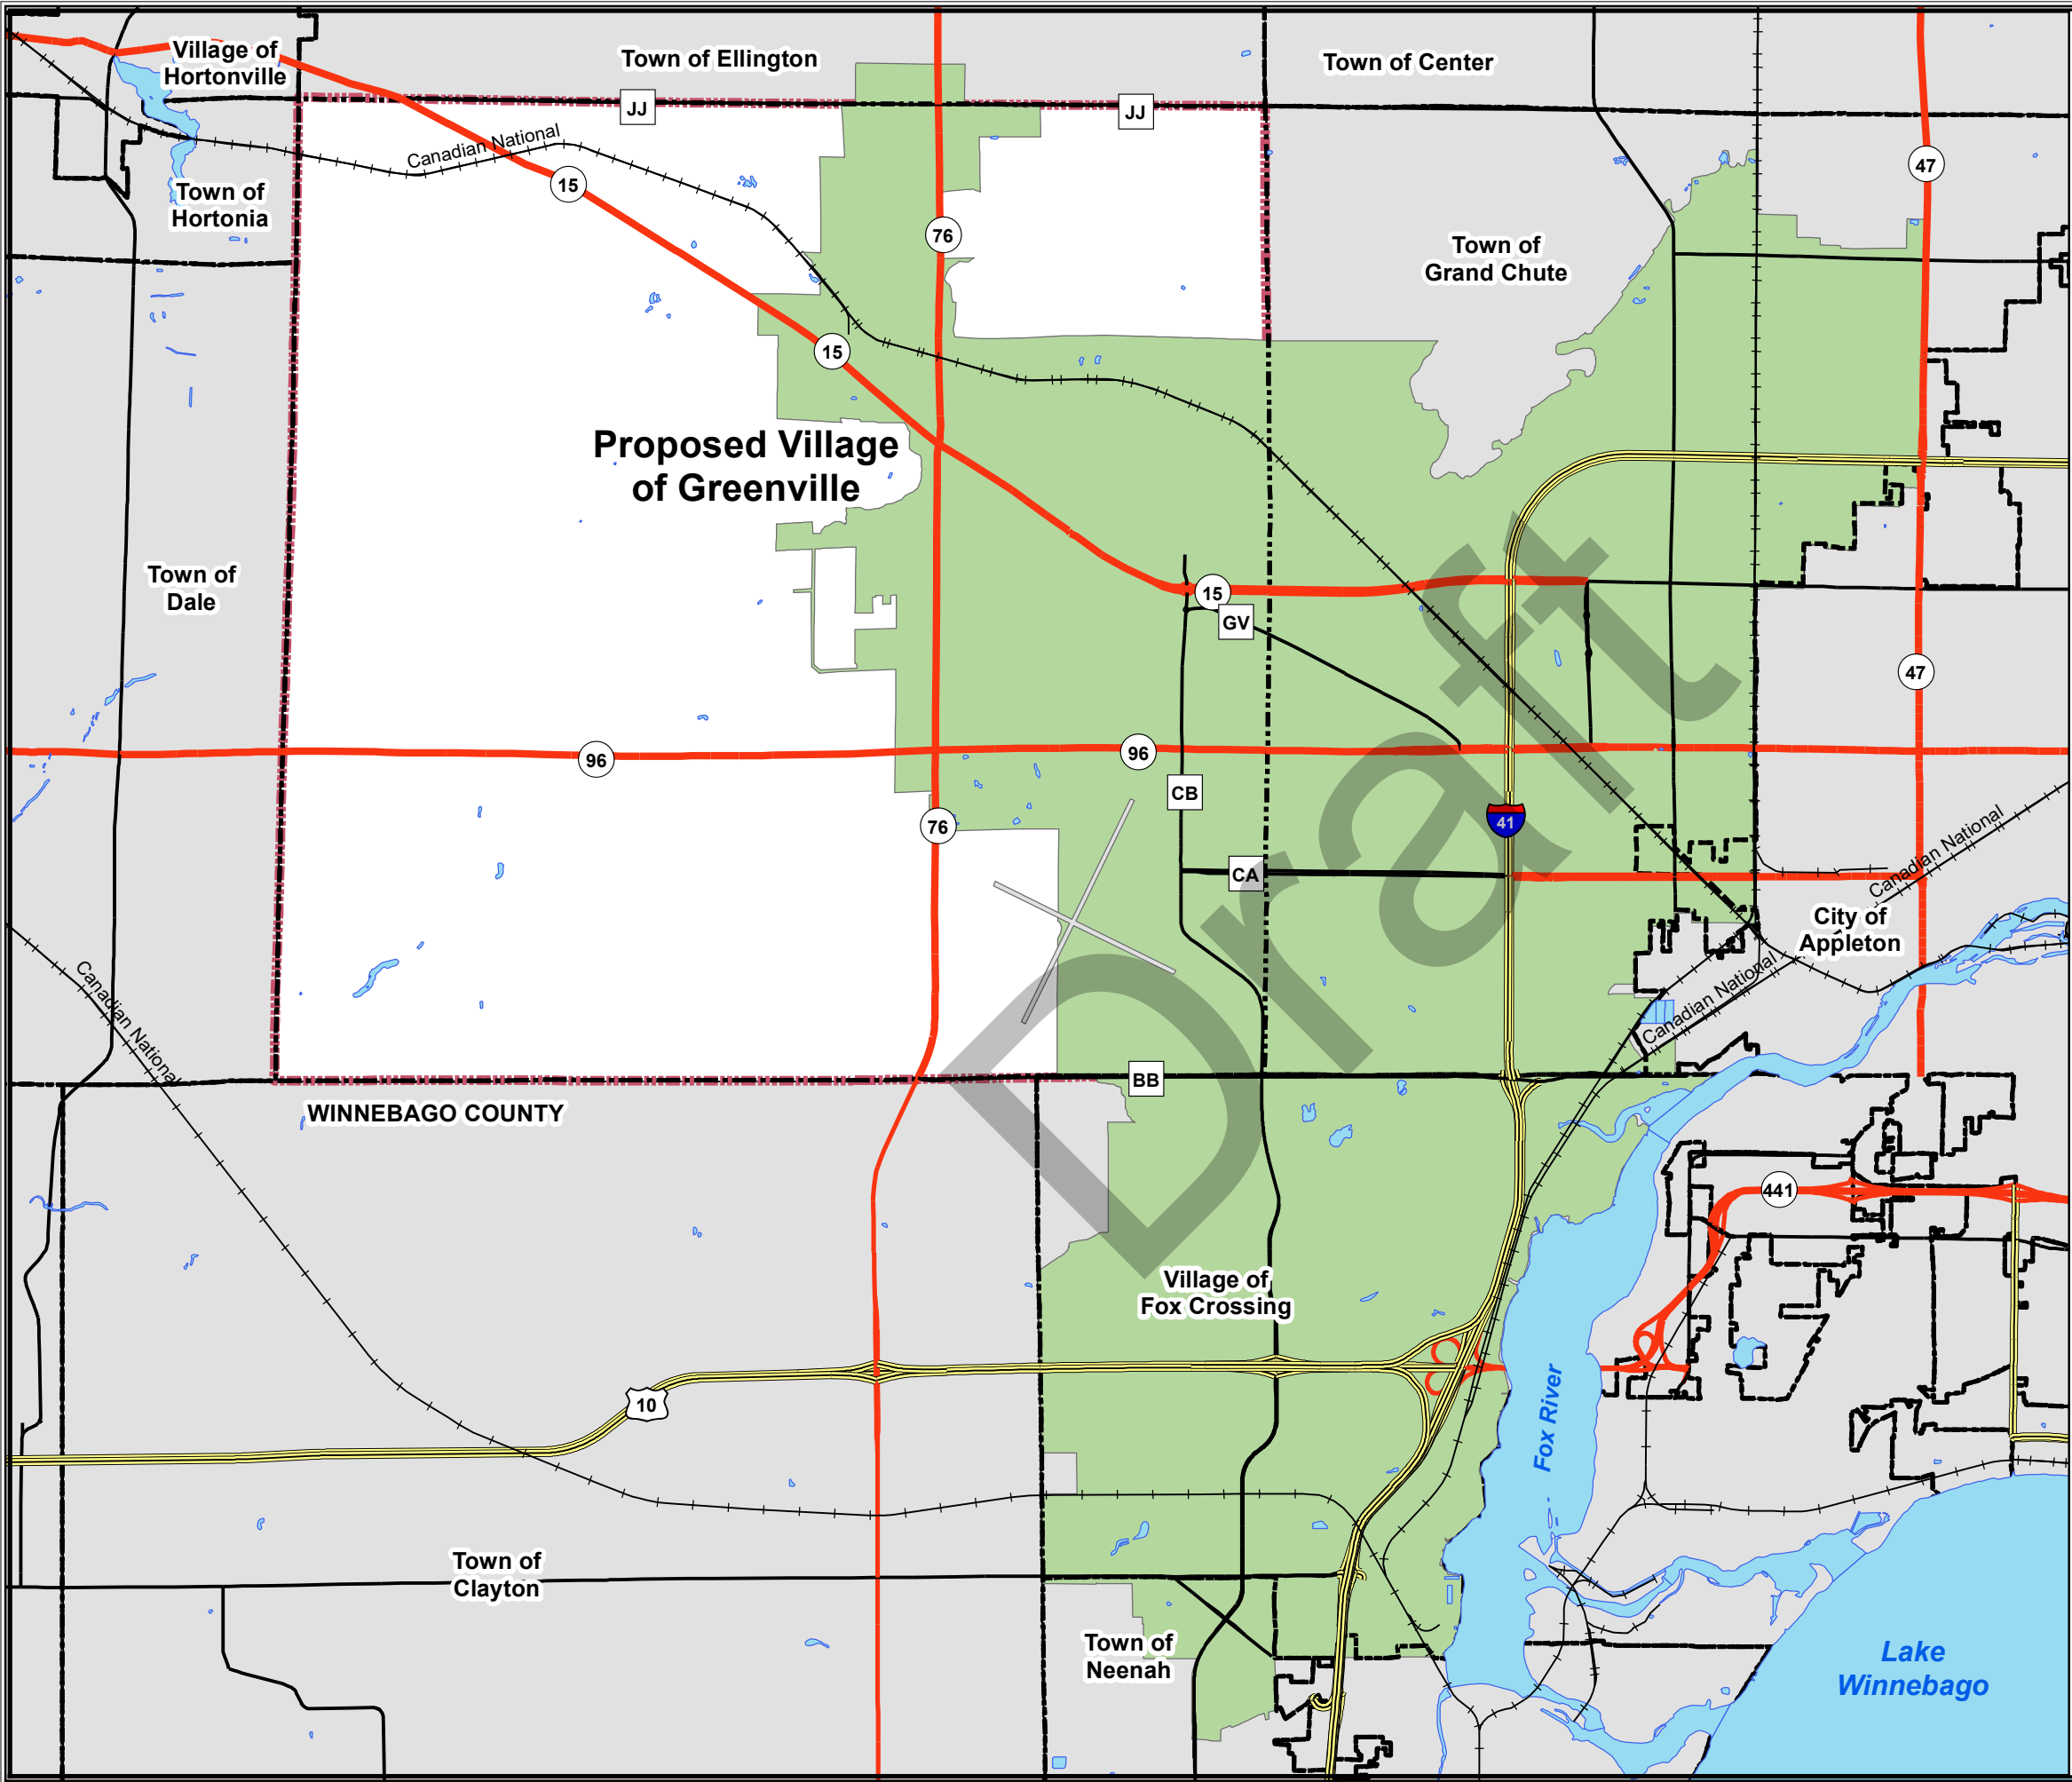 Village of
Hortonville
Town of Ellington
Town of Center
JJ
JJ
Canadian National
15
47
Town of
Hortonia
76
Town of
Grand Chute
15
Proposed Village
of Greenville
Town of
Dale
15
GV
47
96
96
CB
76
41
CA
Canadian National
City of
Appleton
Canadian National
Canadian National
Draft
BB
WINNEBAGO COUNTY
441
Village of
Fox Crossing
10
Fox River
Town of
Clayton
Town of
Neenah
Lake
Winnebago